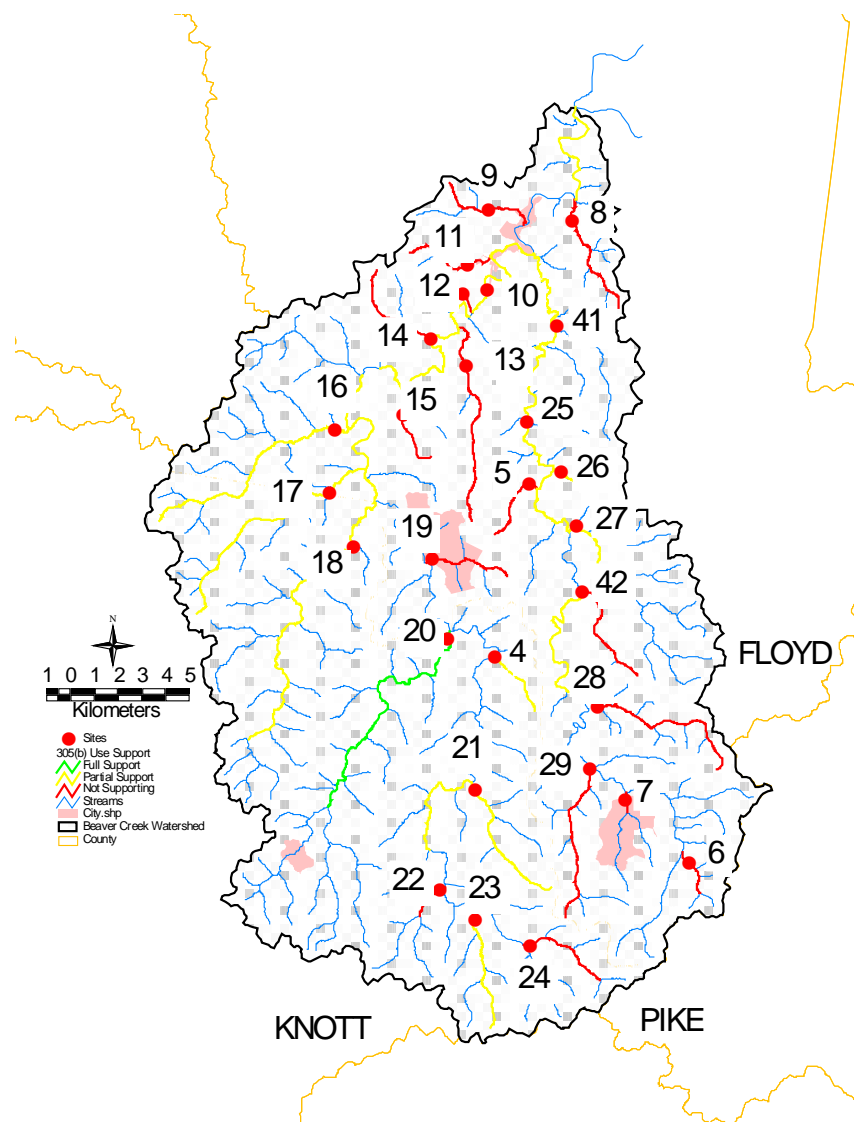 9
8
11
12
10
41
14
13
16
15
25
5
26
17
27
19
18
42
20
4
FLOYD
N
28
1 0 1 2 3 4 5
Kilometers
Sites
305(b) Use Support
Full Support
Partial Support
Not Supporting
Streams
City.shp
Beaver Creek Watershed
County
21
29
7
6
22
23
24
KNOTT
PIKE